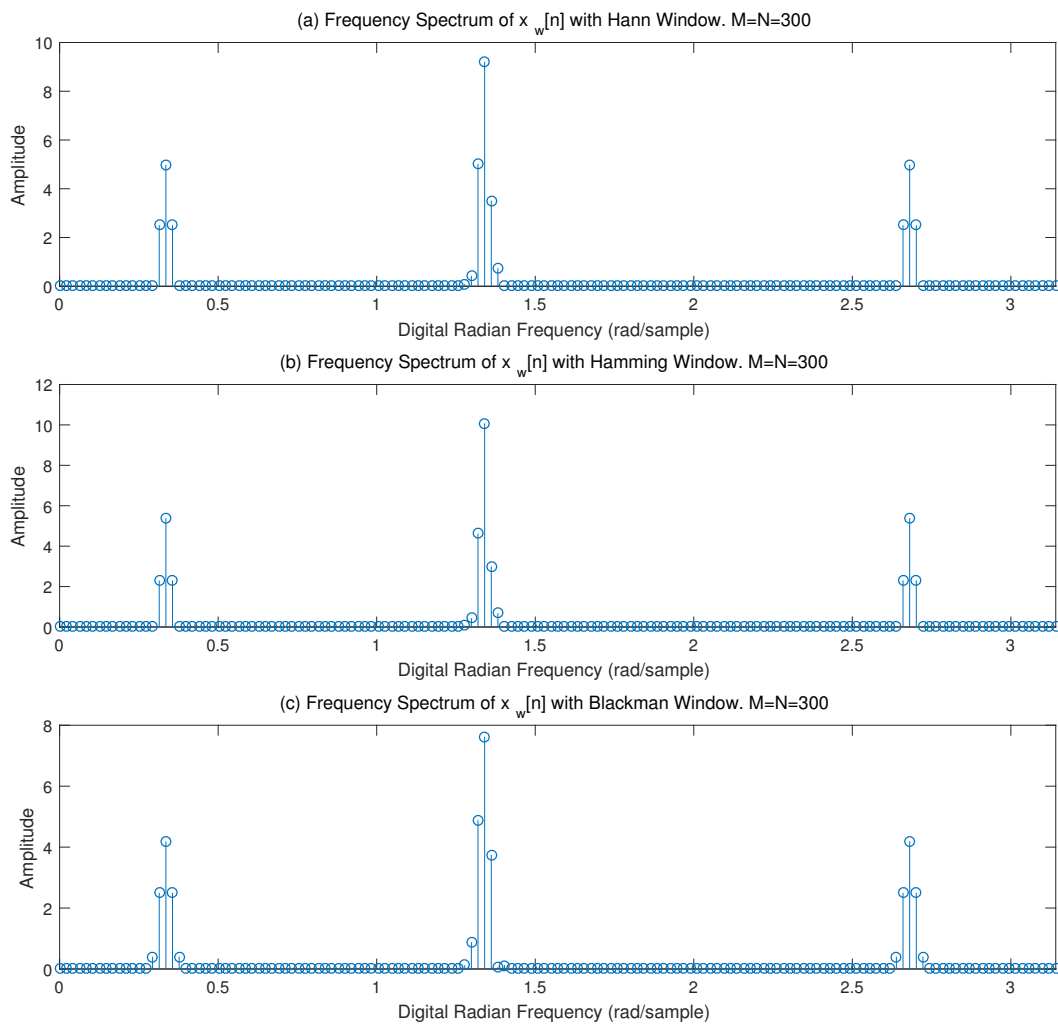 (a) Frequency Spectrum of x w[n] with Hann Window. M=N=300
10
8
6
4
2
0
Amplitude
0 0.5 1 1.5 2 2.5 3
Digital Radian Frequency (rad/sample)
(b) Frequency Spectrum of x w[n] with Hamming Window. M=N=300
12
10
8
6
4
2
0
Amplitude
0 0.5 1 1.5 2 2.5 3
Digital Radian Frequency (rad/sample)
(c) Frequency Spectrum of x w[n] with Blackman Window. M=N=300
8
6
4
2
0
Amplitude
0 0.5 1 1.5 2 2.5 3
Digital Radian Frequency (rad/sample)